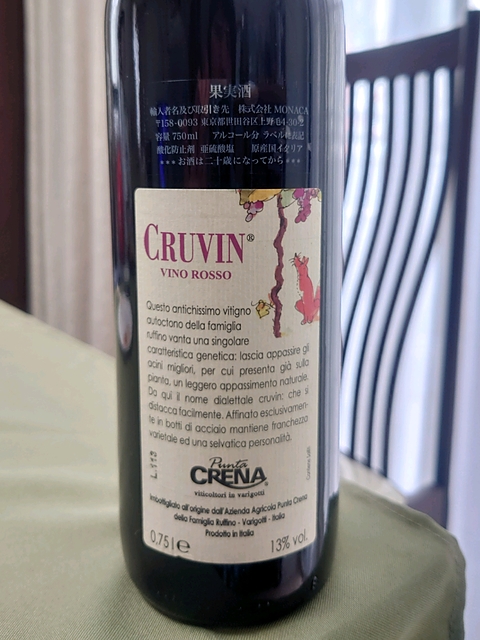 果実酒
輸入者名及び取引き先 株式会社 MONACA
〒158-0093 東京都世田谷区上野毛4-30-2
容量 750ml アルコール分 ラベル枠表記
酸化防止剤 亜硫酸塩 原産国 イタリア
***お酒は二十歳になってから***
CRUVIN®
VINO ROSSO
Questo antichissimo vitigno
autoctono della famiglia
ruffino vanta una singolare
caratteristica genetica: lascia appassire gli
acini migliori, per cui presenta già sulla
pianta, un leggero appassimento naturale.
Da qui il nome dialettale cruvin: che si
distacca facilmente. Affinato esclusivamen-
te in botti di acciaio mantiene franchezza
varietale ed una selvatica personalità.
L.113
Punta
CRENA®
viticoltori in varigotti
Imbottigliato all'origine dall'Azienda Agricola Punta Crena
della Famiglia Ruffino - Varigotti - Italia
Prodotto in Italia
0,75 l e 13% vol.